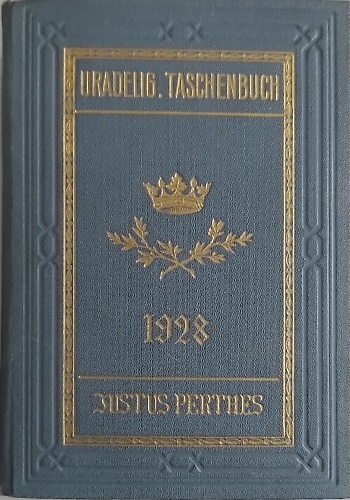 URADELIG. TASCHENBUCH
1928
JUSTUS PERTHES